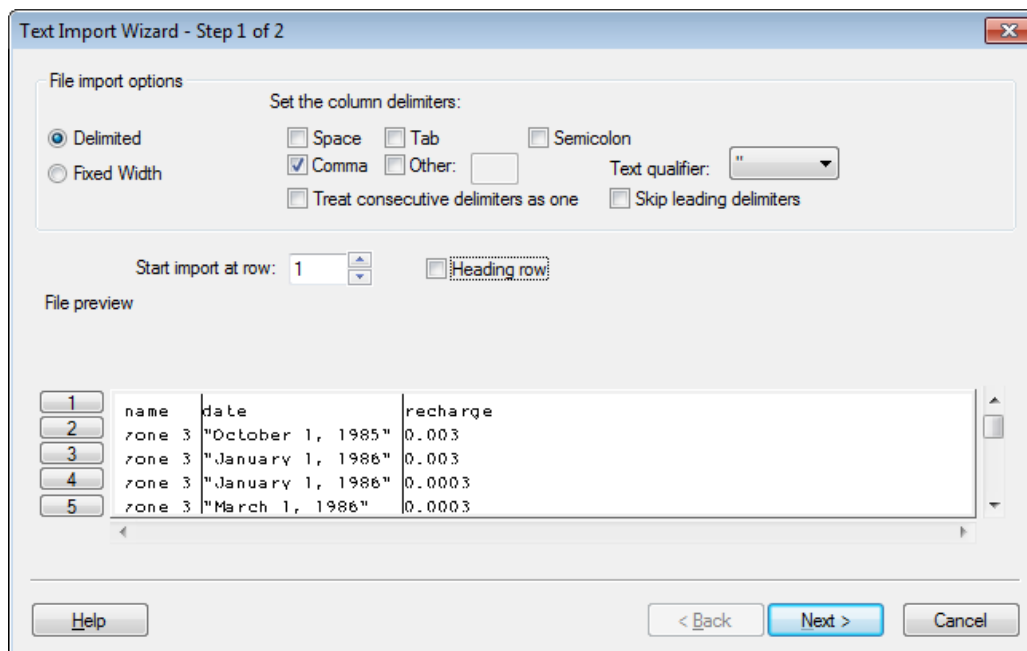 Text Import Wizard - Step 1 of 2
File import options
Set the column delimiters:
Delimited
Space Tab Semicolon
Fixed Width
Comma Other: Text qualifier: "
Treat consecutive delimiters as one Skip leading delimiters
Start import at row: 1 Heading row
File preview
1 name date recharge
2 zone 3 "October 1, 1985" 0.003
3 zone 3 "January 1, 1986" 0.003
4 zone 3 "January 1, 1986" 0.0003
5 zone 3 "March 1, 1986" 0.0003
Help < Back Next > Cancel